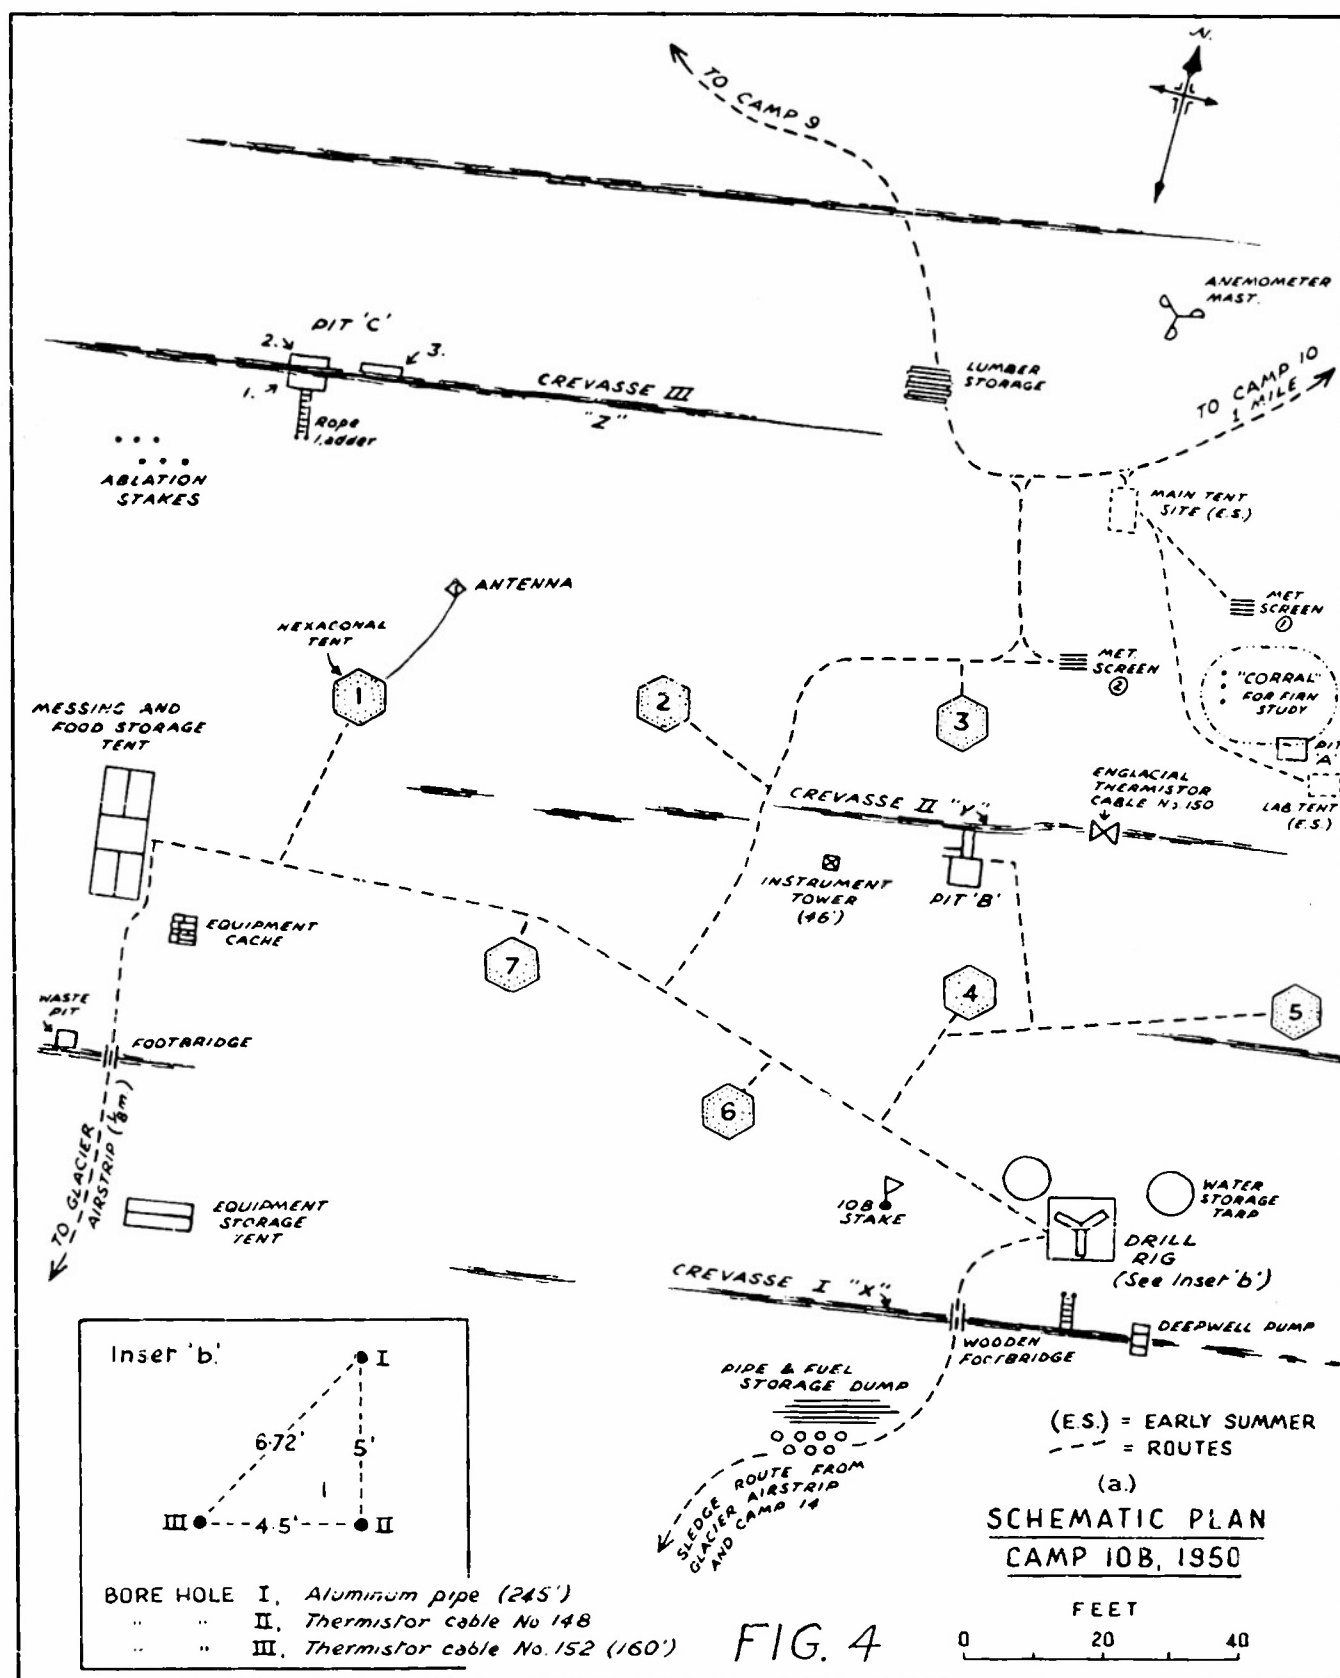 N.
TO CAMP 9
ANEMOMETER
MAST.
PIT 'C'
2.
3.
1.
CREVASSE III
"Z"
Rope
Ladder
LUMBER
STORAGE
TO CAMP 10
1 MILE
ABLATION
STAKES
MAIN TENT
SITE (E.S.)
ANTENNA
HEXAGONAL
TENT
MET
SCREEN
1
MET.
SCREEN
2
"CORRAL"
FOR FIRN
STUDY
1
2
3
MESSING AND
FOOD STORAGE
TENT
PIT
'A'
ENGLACIAL
THERMISTOR
CABLE No 150
LAB TENT
(E.S.)
CREVASSE II "Y"
INSTRUMENT
TOWER
(46')
PIT 'B'
EQUIPMENT
CACHE
7
4
5
WASTE
PIT
FOOTBRIDGE
6
TO GLACIER
AIRSTRIP (1/8 m.)
EQUIPMENT
STORAGE
TENT
10B
STAKE
WATER
STORAGE
TARP
DRILL
RIG
(See Inset 'b')
CREVASSE I "X"
DEEPWELL PUMP
WOODEN
FOOTBRIDGE
PIPE & FUEL
STORAGE DUMP
SLEDGE ROUTE FROM
GLACIER AIRSTRIP
AND CAMP 14
Inset 'b'.
I
6.72'
5'
III
4.5'
II
BORE HOLE I, Aluminum pipe (245')
" " II, Thermistor cable No 148
" " III, Thermistor cable No. 152 (160')
(E.S.) = EARLY SUMMER
= ROUTES
(a.)
SCHEMATIC PLAN
CAMP 10B, 1950
FEET
0 20 40
FIG. 4